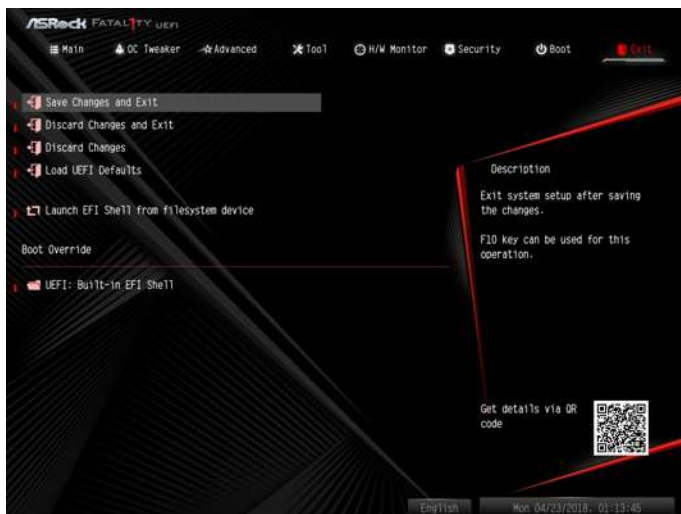 ASRock FATAL1TY UEFI
Main OC Tweaker Advanced Tool H/W Monitor Security Boot Exit
Save Changes and Exit
Discard Changes and Exit
Discard Changes
Load UEFI Defaults
Launch EFI Shell from filesystem device
Boot Override
UEFI: Built-in EFI Shell
Description
Exit system setup after saving
the changes.
F10 key can be used for this
operation.
Get details via QR
code
English
Mon 04/23/2018. 01:13:45